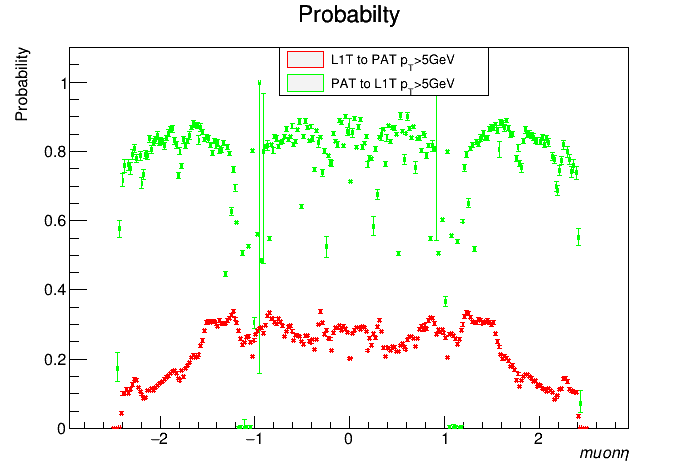 Probabilty
Probability
L1T to PAT p_T>5GeV
PAT to L1T p_T>5GeV
1
0.8
0.6
0.4
0.2
0
−2
−1
0
1
2
muonη